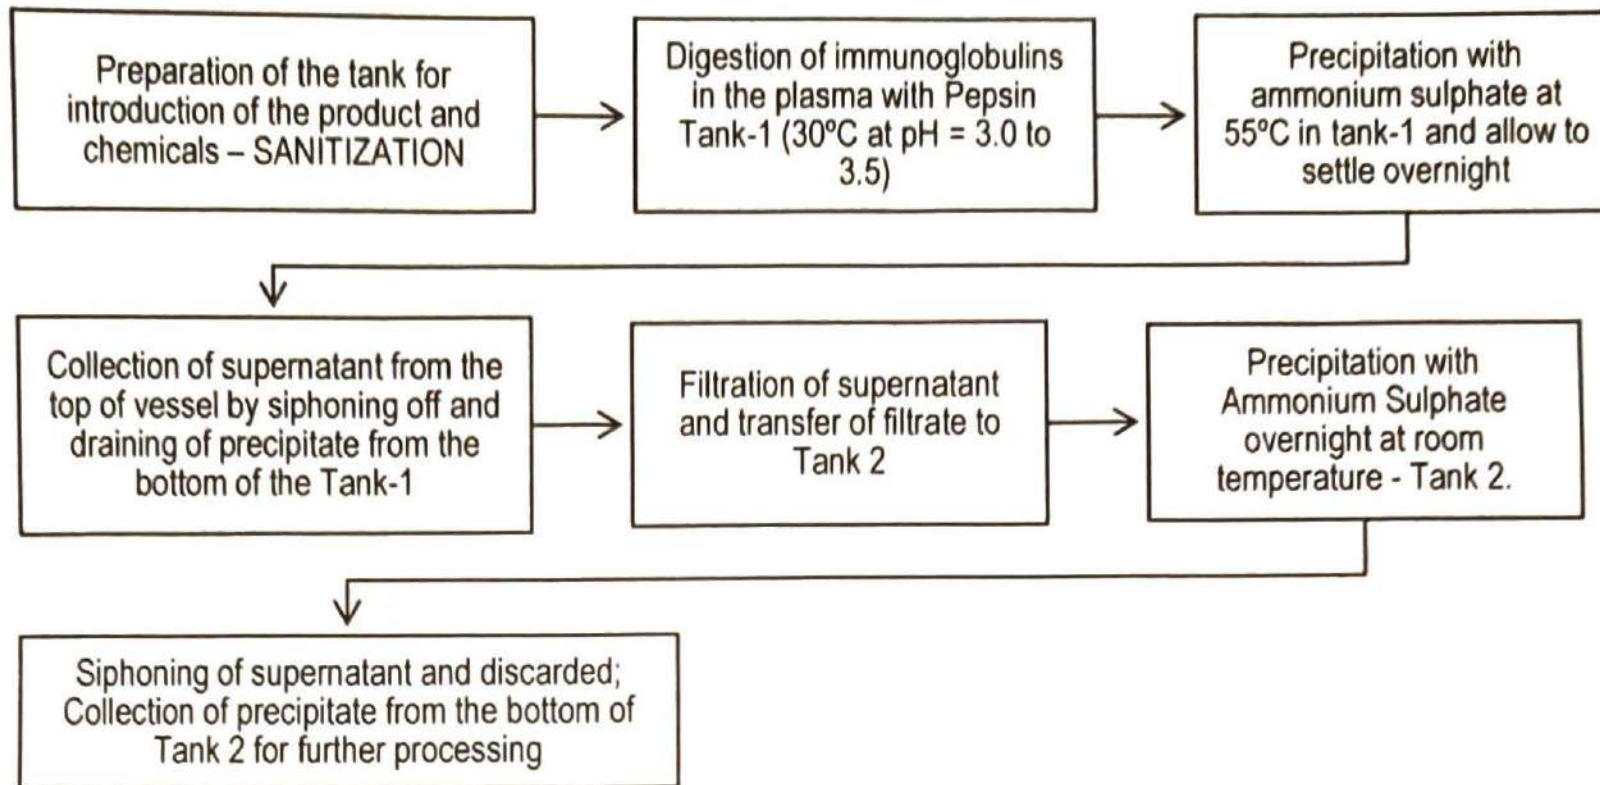 Preparation of the tank for
introduction of the product and
chemicals – SANITIZATION
Digestion of immunoglobulins
in the plasma with Pepsin
Tank-1 (30ºC at pH = 3.0 to
3.5)
Precipitation with
ammonium sulphate at
55ºC in tank-1 and allow to
settle overnight
Collection of supernatant from the
top of vessel by siphoning off and
draining of precipitate from the
bottom of the Tank-1
Filtration of supernatant
and transfer of filtrate to
Tank 2
Precipitation with
Ammonium Sulphate
overnight at room
temperature - Tank 2.
Siphoning of supernatant and discarded;
Collection of precipitate from the bottom of
Tank 2 for further processing